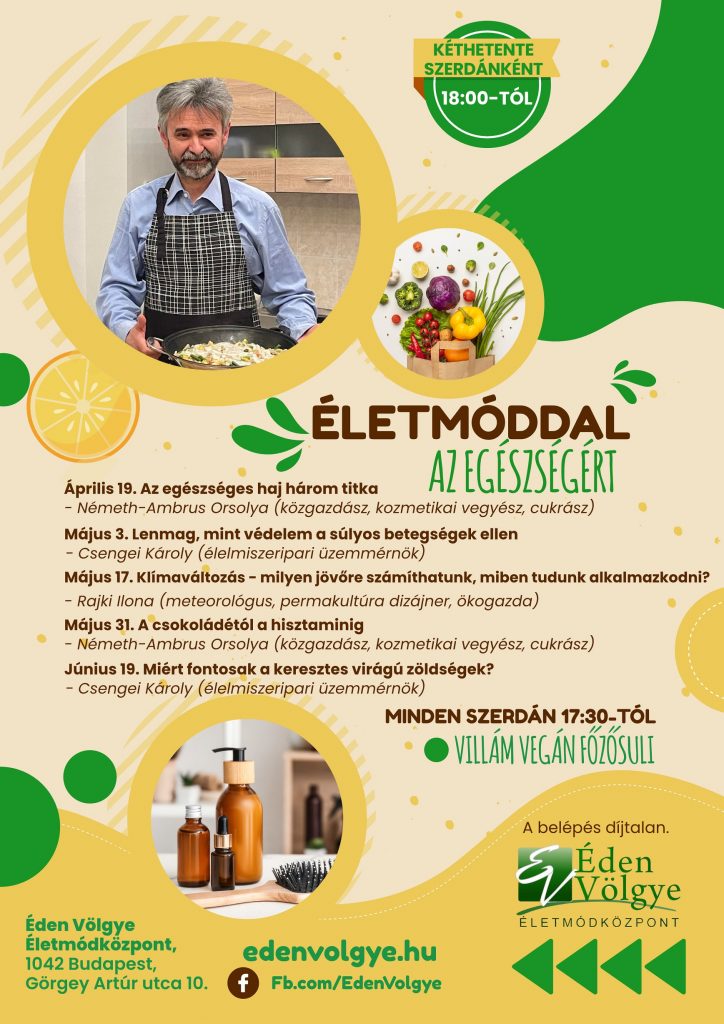 KÉTHETENTE
SZERDÁNKÉNT
18:00-TÓL
ÉLETMÓDDAL
AZ EGÉSZSÉGÉRT
Április 19. Az egészséges haj három titka
- Németh-Ambrus Orsolya (közgazdász, kozmetikai vegyész, cukrász)
Május 3. Lenmag, mint védelem a súlyos betegségek ellen
- Csengei Károly (élelmiszeripari üzemmérnök)
Május 17. Klímaváltozás - milyen jövőre számíthatunk, miben tudunk alkalmazkodni?
- Rajki Ilona (meteorológus, permakultúra dizájner, ökogazda)
Május 31. A csokoládétól a hisztaminig
- Németh-Ambrus Orsolya (közgazdász, kozmetikai vegyész, cukrász)
Június 19. Miért fontosak a keresztes virágú zöldségek?
- Csengei Károly (élelmiszeripari üzemmérnök)
MINDEN SZERDÁN 17:30-TÓL
VILLÁM VEGÁN FŐZŐSULI
A belépés díjtalan.
ÉV Éden
Völgye
ÉLETMÓDKÖZPONT
Éden Völgye
Életmódközpont,
1042 Budapest,
Görgey Artúr utca 10.
edenvolgye.hu
Fb.com/EdenVolgye